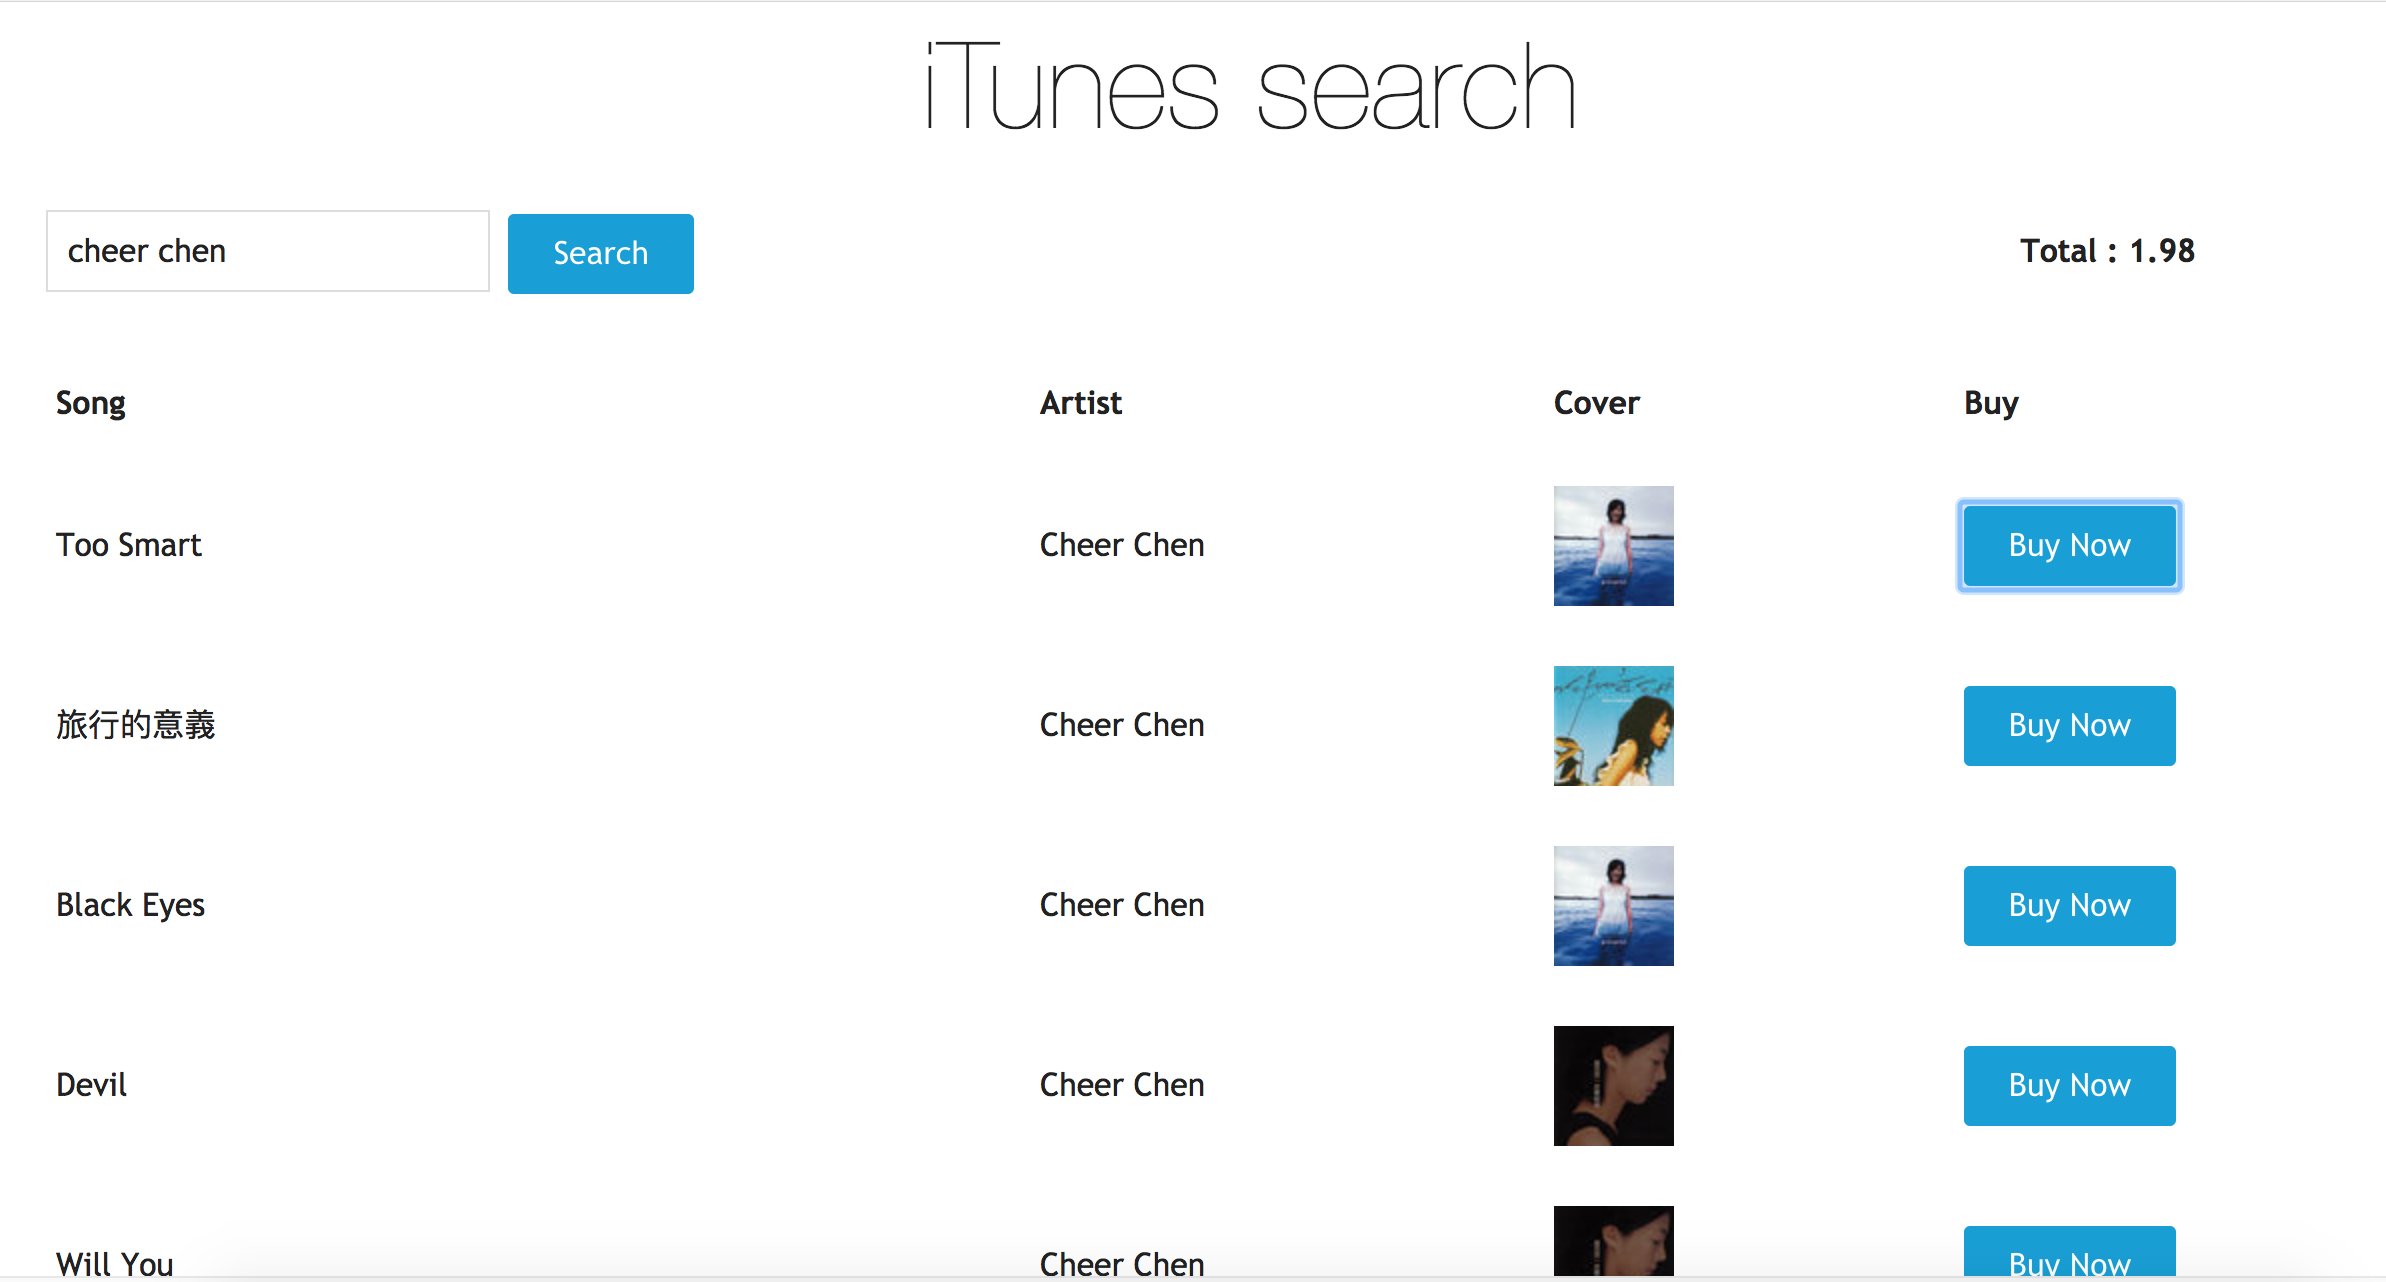 iTunes search
cheer chen Search Total : 1.98
Song Artist Cover Buy
Too Smart Cheer Chen Buy Now
旅行的意義 Cheer Chen Buy Now
Black Eyes Cheer Chen Buy Now
Devil Cheer Chen Buy Now
Will You Cheer Chen Buy Now